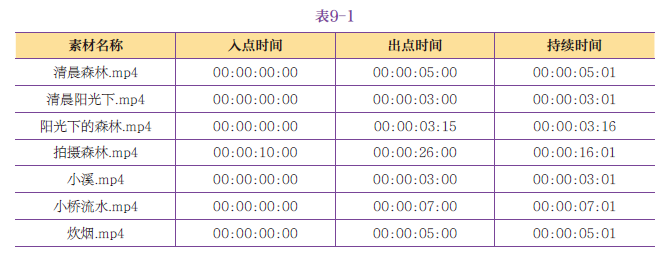 表9-1
素材名称 入点时间 出点时间 持续时间
清晨森林.mp4 00:00:00:00 00:00:05:00 00:00:05:01
清晨阳光下.mp4 00:00:00:00 00:00:03:00 00:00:03:01
阳光下的森林.mp4 00:00:00:00 00:00:03:15 00:00:03:16
拍摄森林.mp4 00:00:10:00 00:00:26:00 00:00:16:01
小溪.mp4 00:00:00:00 00:00:03:00 00:00:03:01
小桥流水.mp4 00:00:00:00 00:00:07:00 00:00:07:01
炊烟.mp4 00:00:00:00 00:00:05:00 00:00:05:01